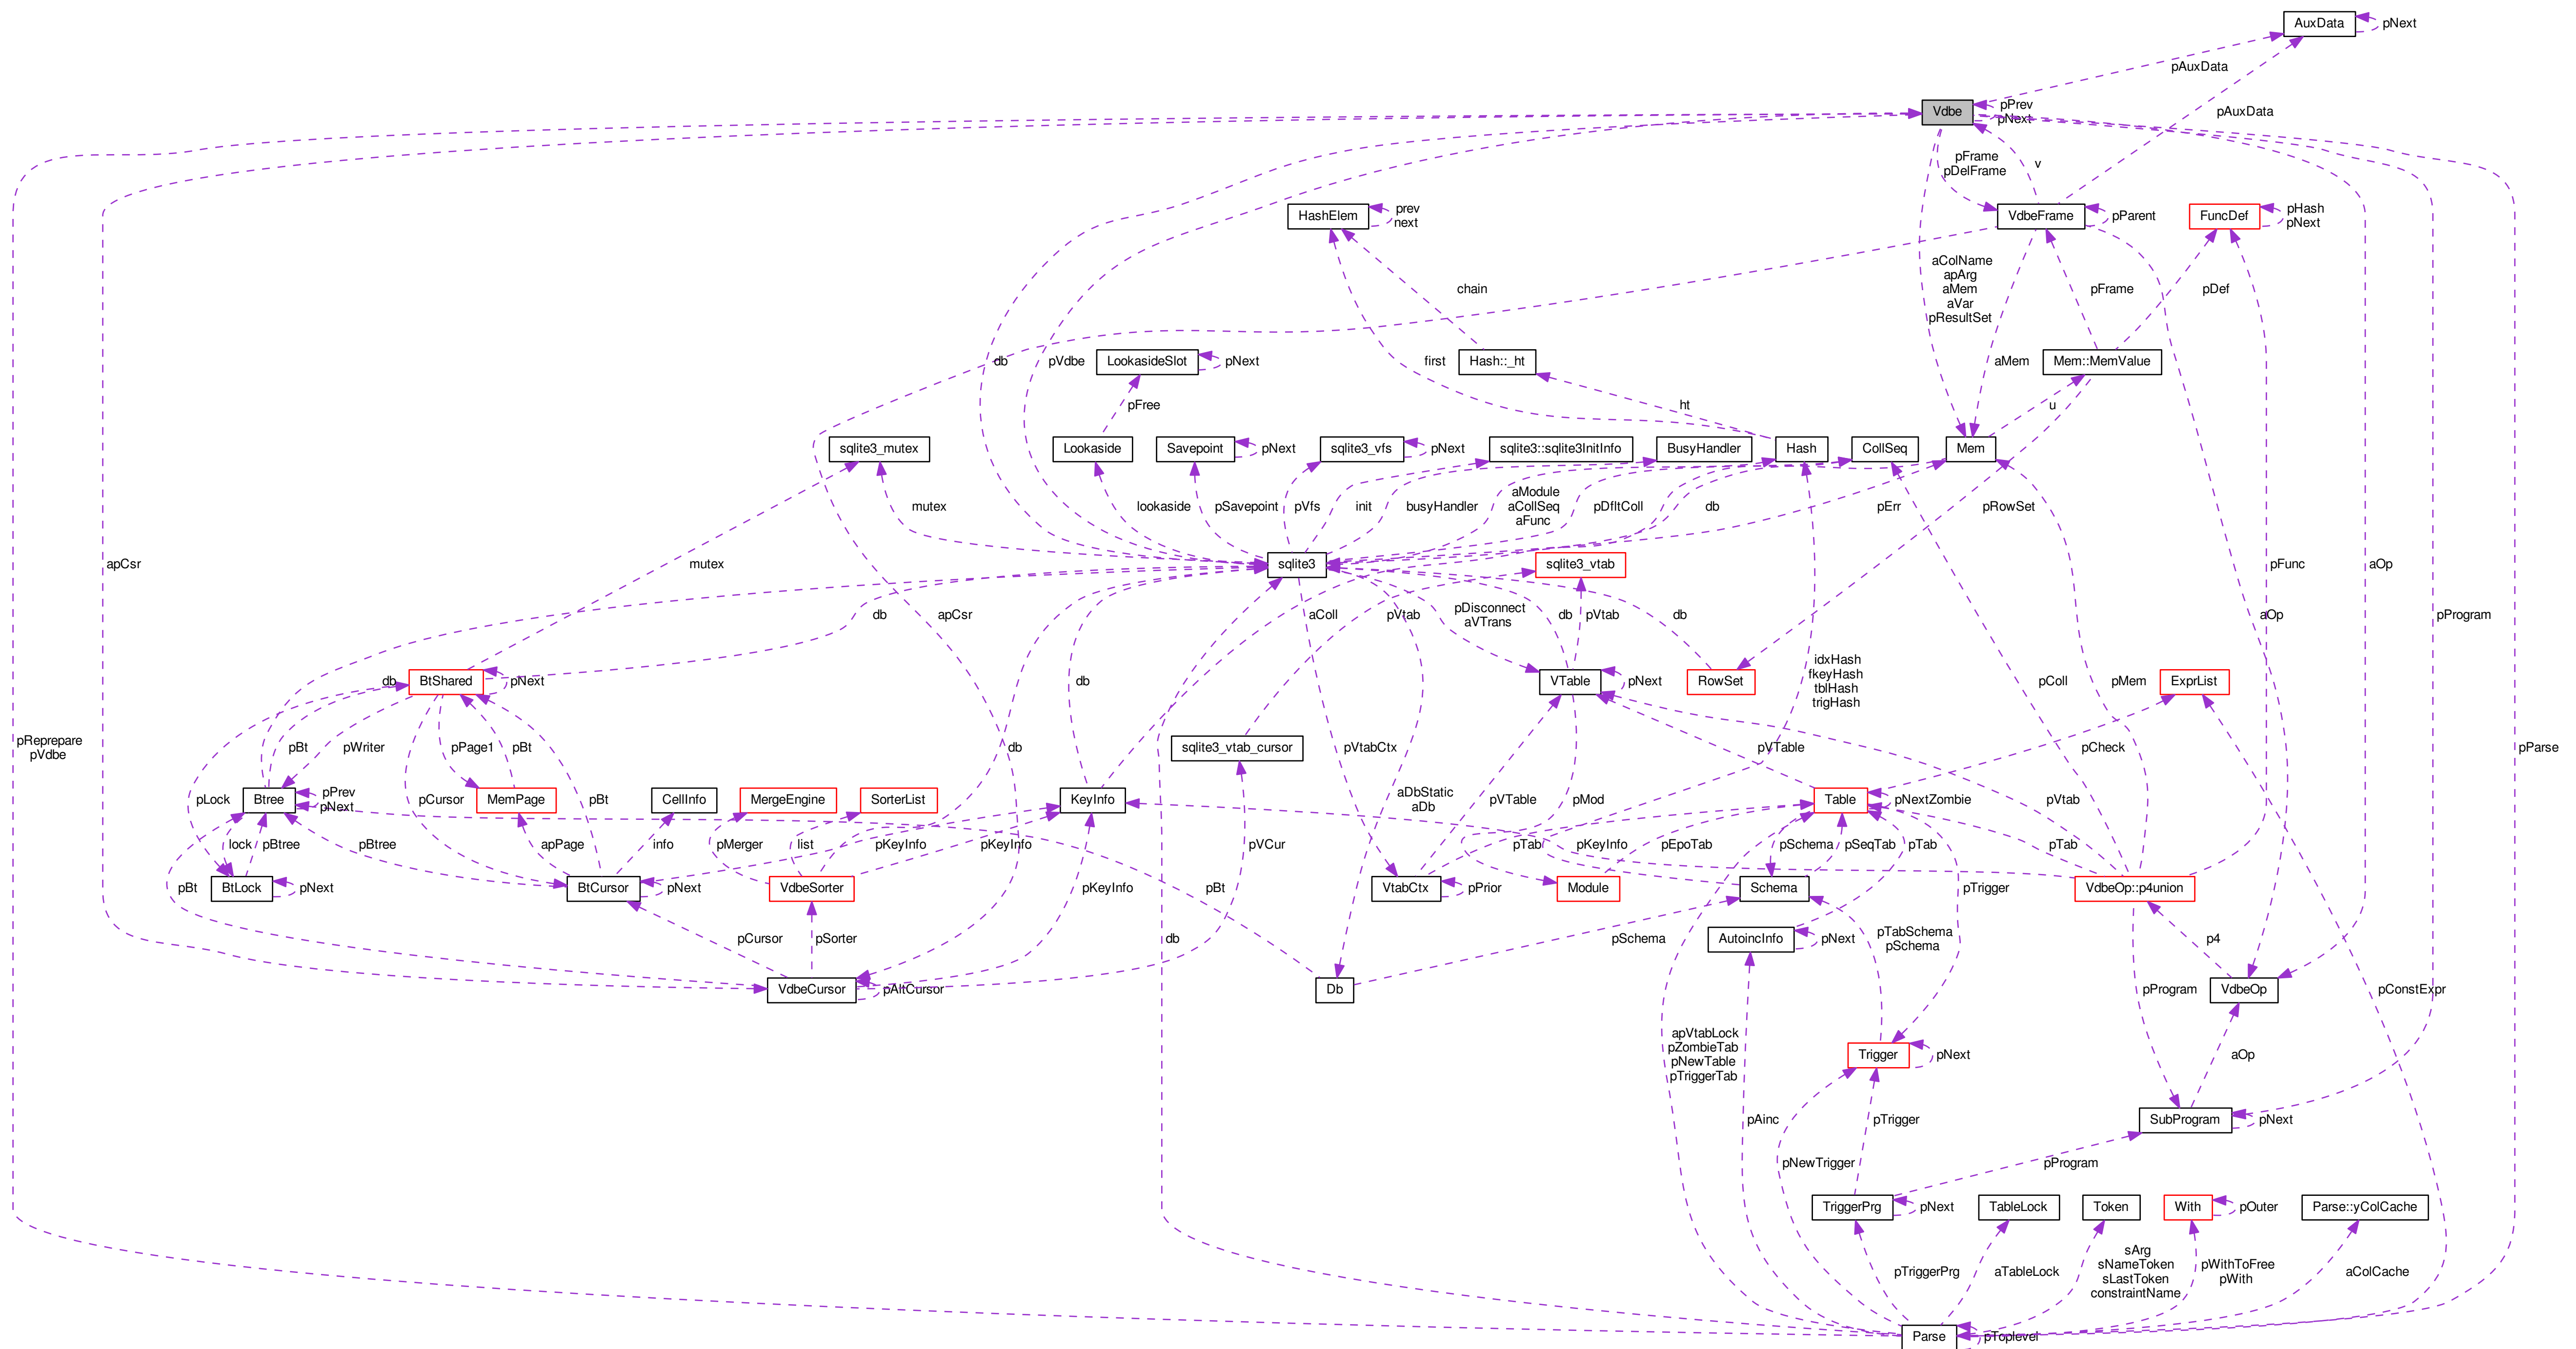 AuxData
pNext
pAuxData
Vdbe
pPrev
pNext
pAuxData
pFrame
pDelFrame
v
HashElem
prev
next
VdbeFrame
pParent
FuncDef
pHash
pNext
aColName
apArg
aMem
aVar
pResultSet
chain
pFrame
pDef
db
pVdbe
LookasideSlot
pNext
first
Hash::_ht
aMem
Mem::MemValue
pFree
ht
u
sqlite3_mutex
Lookaside
Savepoint
pNext
sqlite3_vfs
pNext
sqlite3::sqlite3InitInfo
BusyHandler
Hash
CollSeq
Mem
mutex
lookaside
pSavepoint
pVfs
init
busyHandler
aModule
aCollSeq
aFunc
pDfltColl
db
pErr
pRowSet
apCsr
mutex
sqlite3
sqlite3_vtab
pFunc
aOp
db
apCsr
aColl
pVtab
pDisconnect
aVTrans
db
pVtab
db
aOp
pProgram
db
BtShared
pNext
db
VTable
pNext
RowSet
idxHash
fkeyHash
tblHash
trigHash
pColl
pMem
ExprList
pReprepare
pVdbe
pBt
pWriter
pPage1
pBt
db
sqlite3_vtab_cursor
pVtabCtx
pVTable
pCheck
pParse
pLock
Btree
pPrev
pNext
pCursor
MemPage
pBt
CellInfo
MergeEngine
SorterList
KeyInfo
aDbStatic
aDb
pVTable
pMod
Table
pNextZombie
pVtab
lock
pBtree
pBtree
apPage
info
pMerger
list
pKeyInfo
pKeyInfo
pVCur
pTab
pKeyInfo
pEpoTab
pSchema
pSeqTab
pTab
pTab
pBt
BtLock
pNext
BtCursor
pNext
VdbeSorter
pKeyInfo
pBt
VtabCtx
pPrior
Module
Schema
pTrigger
VdbeOp::p4union
pCursor
pSorter
db
pSchema
AutoincInfo
pNext
pTabSchema
pSchema
p4
VdbeCursor
pAltCursor
Db
pProgram
VdbeOp
pConstExpr
apVtabLock
pZombieTab
pNewTable
pTriggerTab
Trigger
pNext
aOp
pAinc
pTrigger
SubProgram
pNext
pNewTrigger
pProgram
TriggerPrg
pNext
TableLock
Token
With
pOuter
Parse::yColCache
pTriggerPrg
aTableLock
sArg
sNameToken
sLastToken
constraintName
pWithToFree
pWith
aColCache
Parse
pToplevel